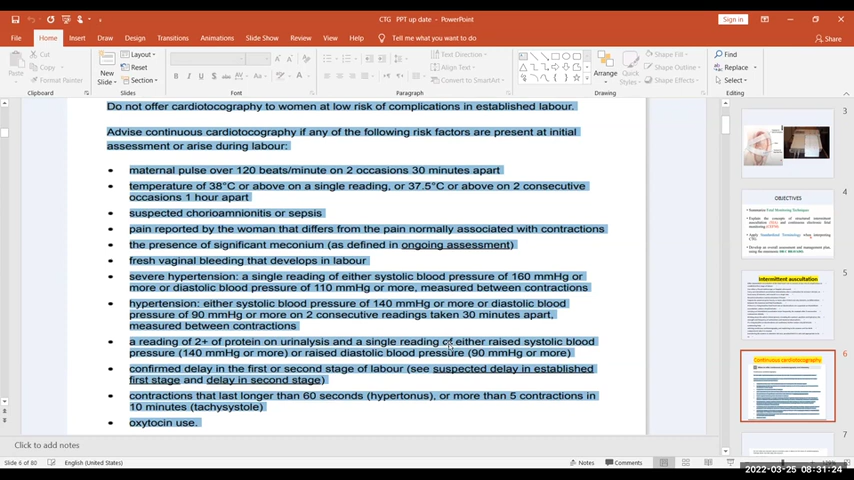 CTG PPT up date - PowerPoint
Sign in
File Home Insert Draw Design Transitions Animations Slide Show Review View Help Tell me what you want to do
Share
Paste
Cut
Copy
Format Painter
Clipboard
New
Slide
Layout
Reset
Section
Slides
Font
Paragraph
Text Direction
Align Text
Convert to SmartArt
Arrange
Quick
Styles
Shape Fill
Shape Outline
Shape Effects
Drawing
Find
Replace
Select
Editing
Do not offer cardiotocography to women at low risk of complications in established labour.
Advise continuous cardiotocography if any of the following risk factors are present at initial
assessment or arise during labour:
• maternal pulse over 120 beats/minute on 2 occasions 30 minutes apart
• temperature of 38°C or above on a single reading, or 37.5°C or above on 2 consecutive
occasions 1 hour apart
• suspected chorioamnionitis or sepsis
• pain reported by the woman that differs from the pain normally associated with contractions
• the presence of significant meconium (as defined in ongoing assessment)
• fresh vaginal bleeding that develops in labour
• severe hypertension: a single reading of either systolic blood pressure of 160 mmHg or
more or diastolic blood pressure of 110 mmHg or more, measured between contractions
• hypertension: either systolic blood pressure of 140 mmHg or more or diastolic blood
pressure of 90 mmHg or more on 2 consecutive readings taken 30 minutes apart,
measured between contractions
• a reading of 2+ of protein on urinalysis and a single reading of either raised systolic blood
pressure (140 mmHg or more) or raised diastolic blood pressure (90 mmHg or more)
• confirmed delay in the first or second stage of labour (see suspected delay in established
first stage and delay in second stage)
• contractions that last longer than 60 seconds (hypertonus), or more than 5 contractions in
10 minutes (tachysystole)
• oxytocin use.
3
4
OBJECTIVES
5
Intermittent auscultation
6
Continuous cardiotocography
7
Click to add notes
Slide 6 of 80
English (United States)
Notes
Comments
2022-03-25 08:31:24